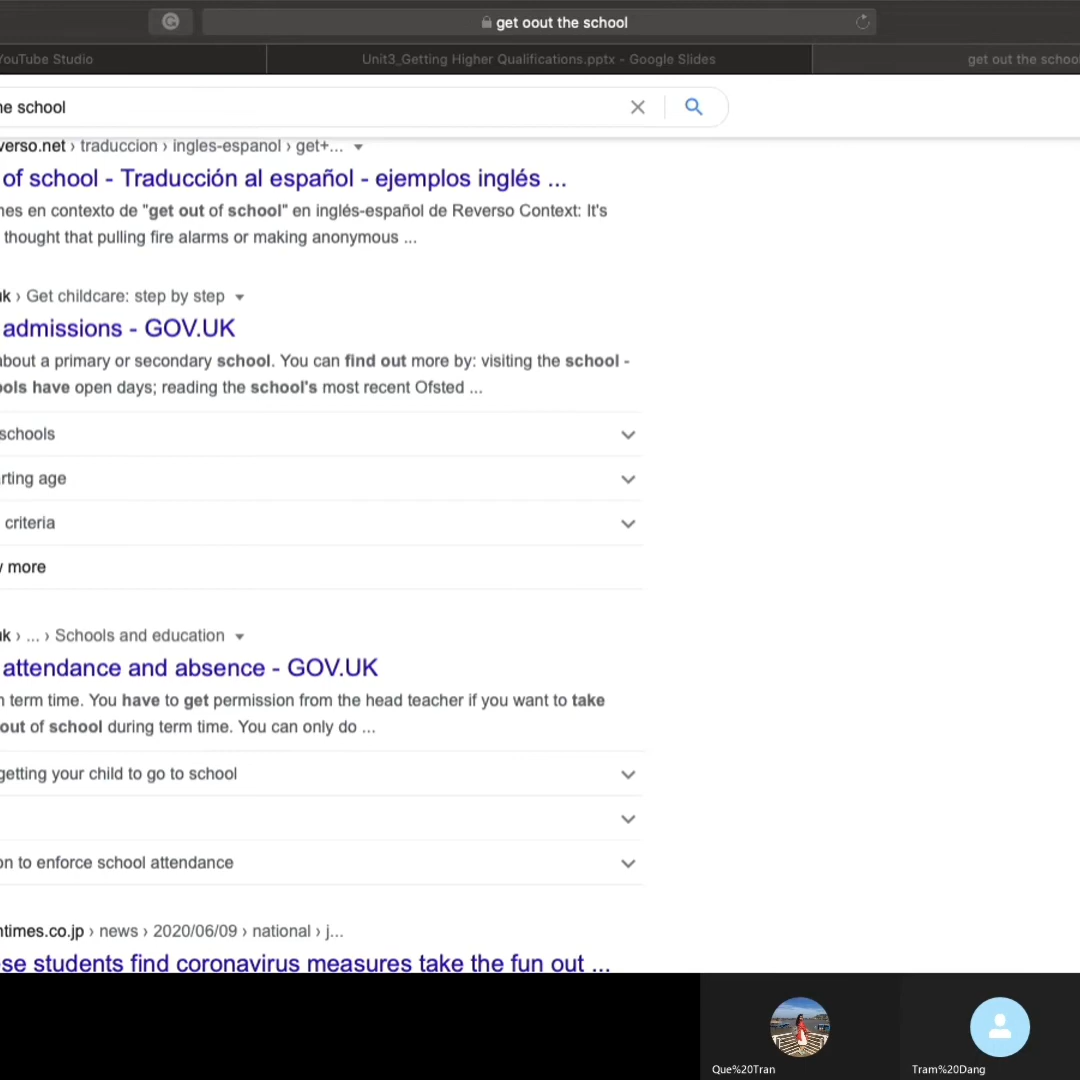 get oout the school
YouTube Studio
Unit3_Getting Higher Qualifications.pptx - Google Slides
get out the school
he school
verso.net › traduccion › ingles-espanol › get+...
of school - Traducción al español - ejemplos inglés ...
nes en contexto de "get out of school" en inglés-español de Reverso Context: It's
thought that pulling fire alarms or making anonymous ...
uk › Get childcare: step by step
admissions - GOV.UK
about a primary or secondary school. You can find out more by: visiting the school -
ools have open days; reading the school's most recent Ofsted ...
schools
rting age
criteria
w more
uk › ... › Schools and education
attendance and absence - GOV.UK
n term time. You have to get permission from the head teacher if you want to take
out of school during term time. You can only do ...
getting your child to go to school
on to enforce school attendance
ntimes.co.jp › news › 2020/06/09 › national › j...
ese students find coronavirus measures take the fun out ...
Que%20Tran
Tram%20Dang